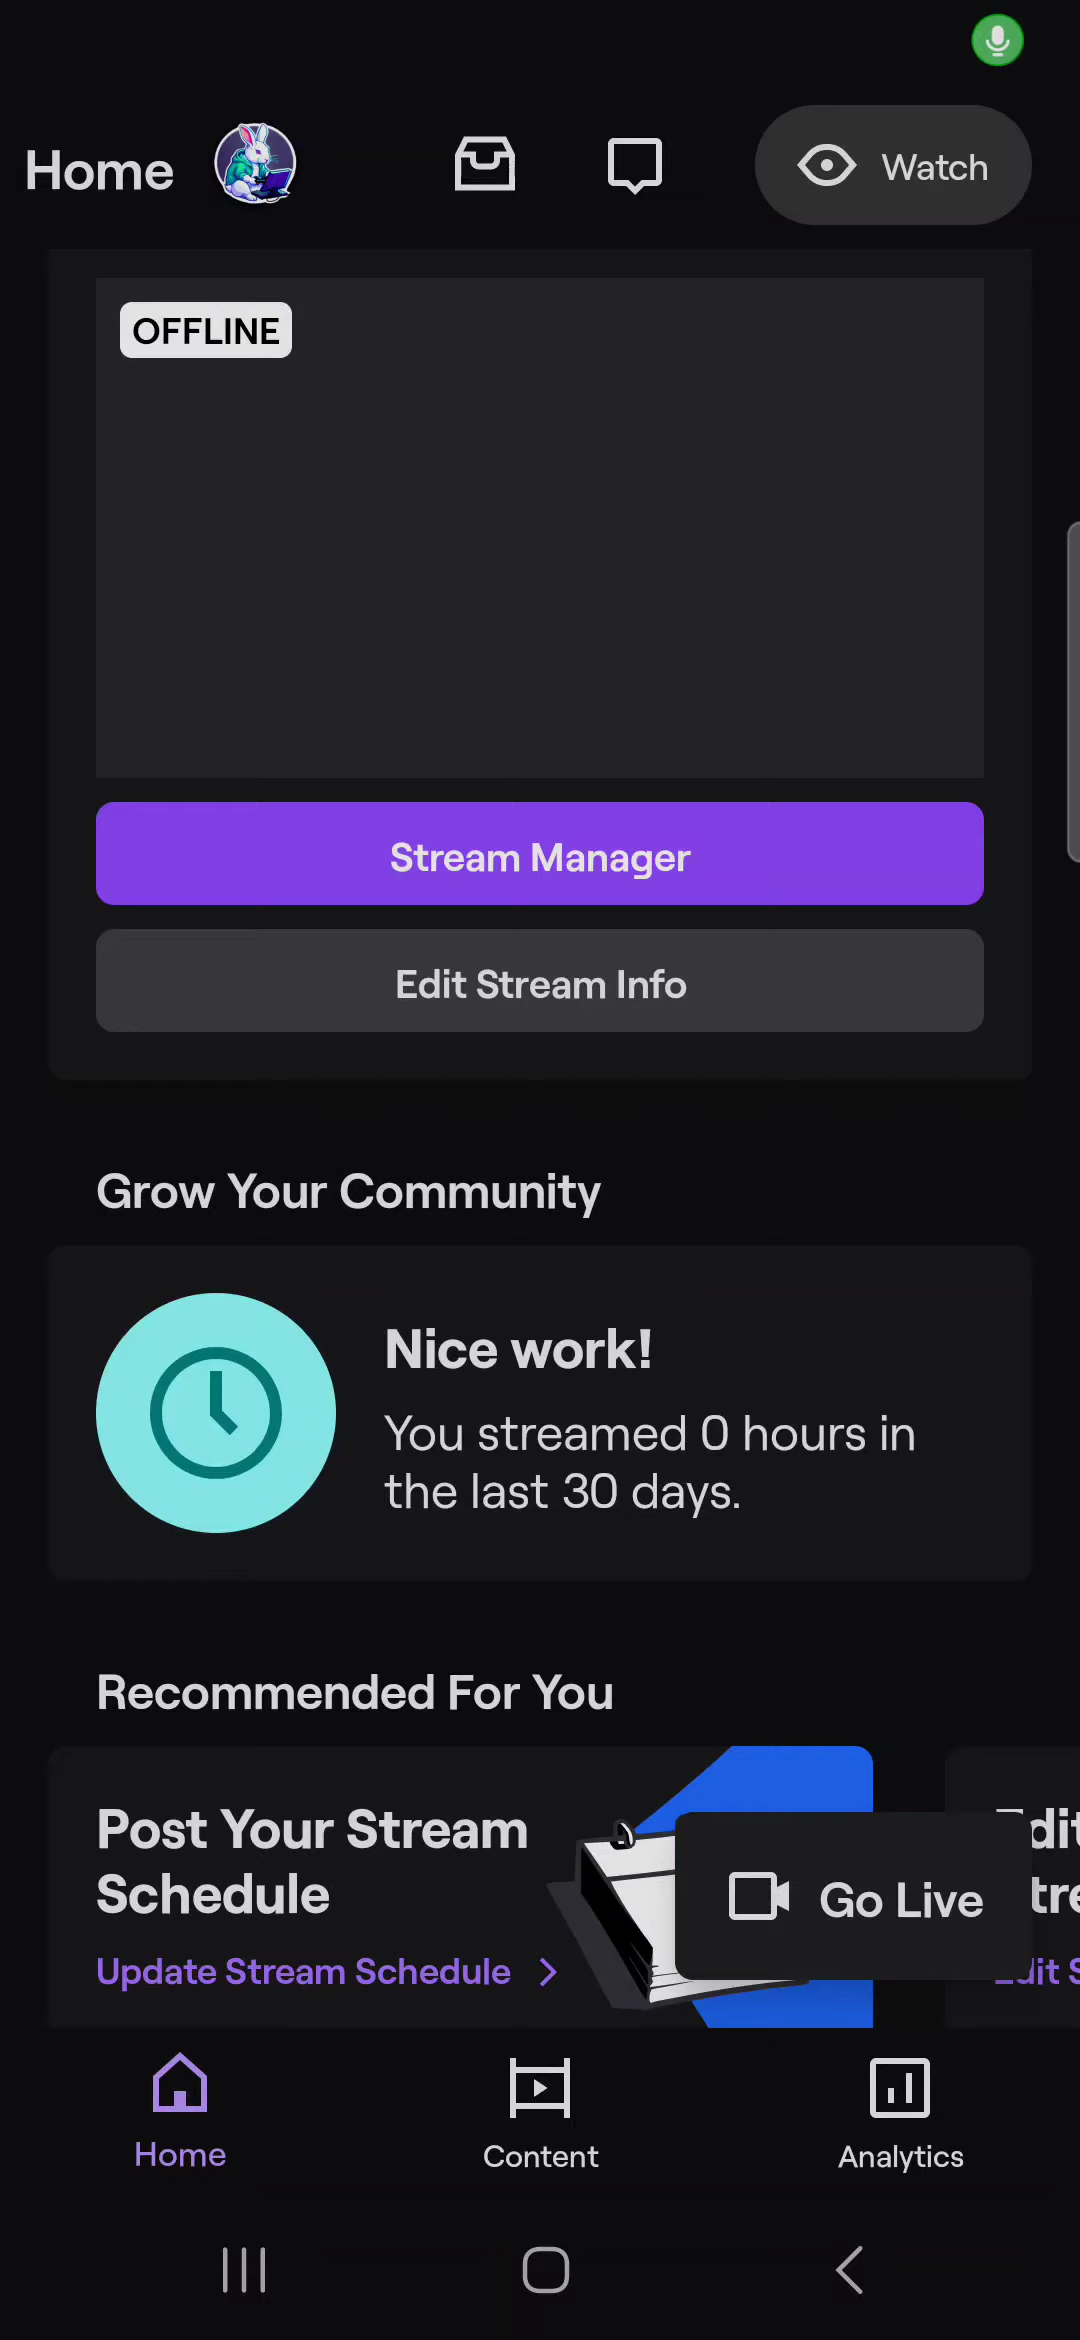 Home
Watch
OFFLINE
Stream Manager
Edit Stream Info
Grow Your Community
Nice work!
You streamed 0 hours in
the last 30 days.
Recommended For You
Post Your Stream
Schedule
Update Stream Schedule
Go Live
Home
Content
Analytics